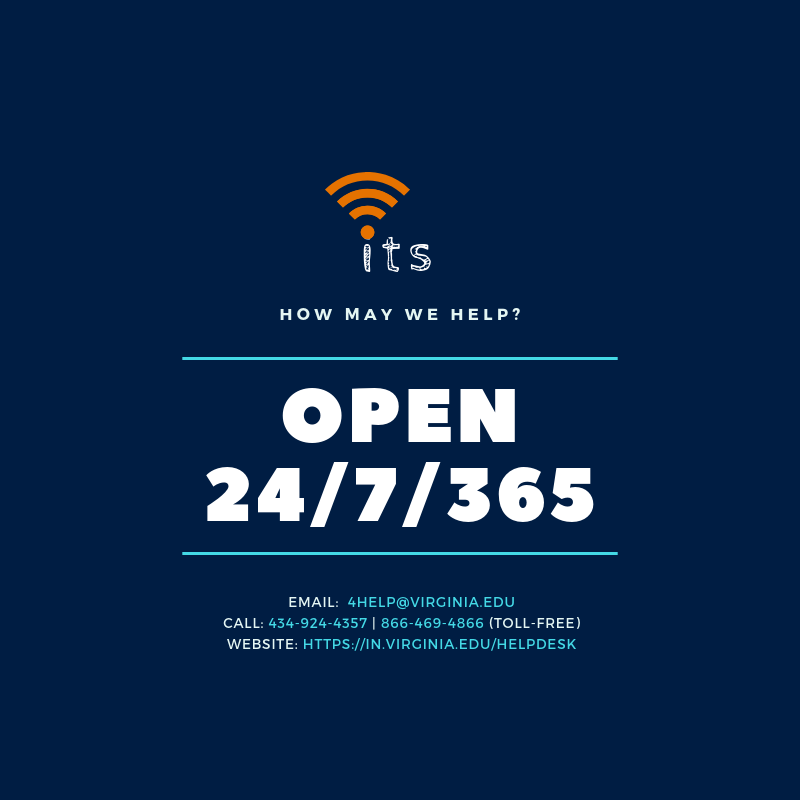 its
HOW MAY WE HELP?
OPEN
24/7/365
EMAIL: 4HELP@VIRGINIA.EDU
CALL: 434-924-4357 | 866-469-4866 (TOLL-FREE)
WEBSITE: HTTPS://IN.VIRGINIA.EDU/HELPDESK